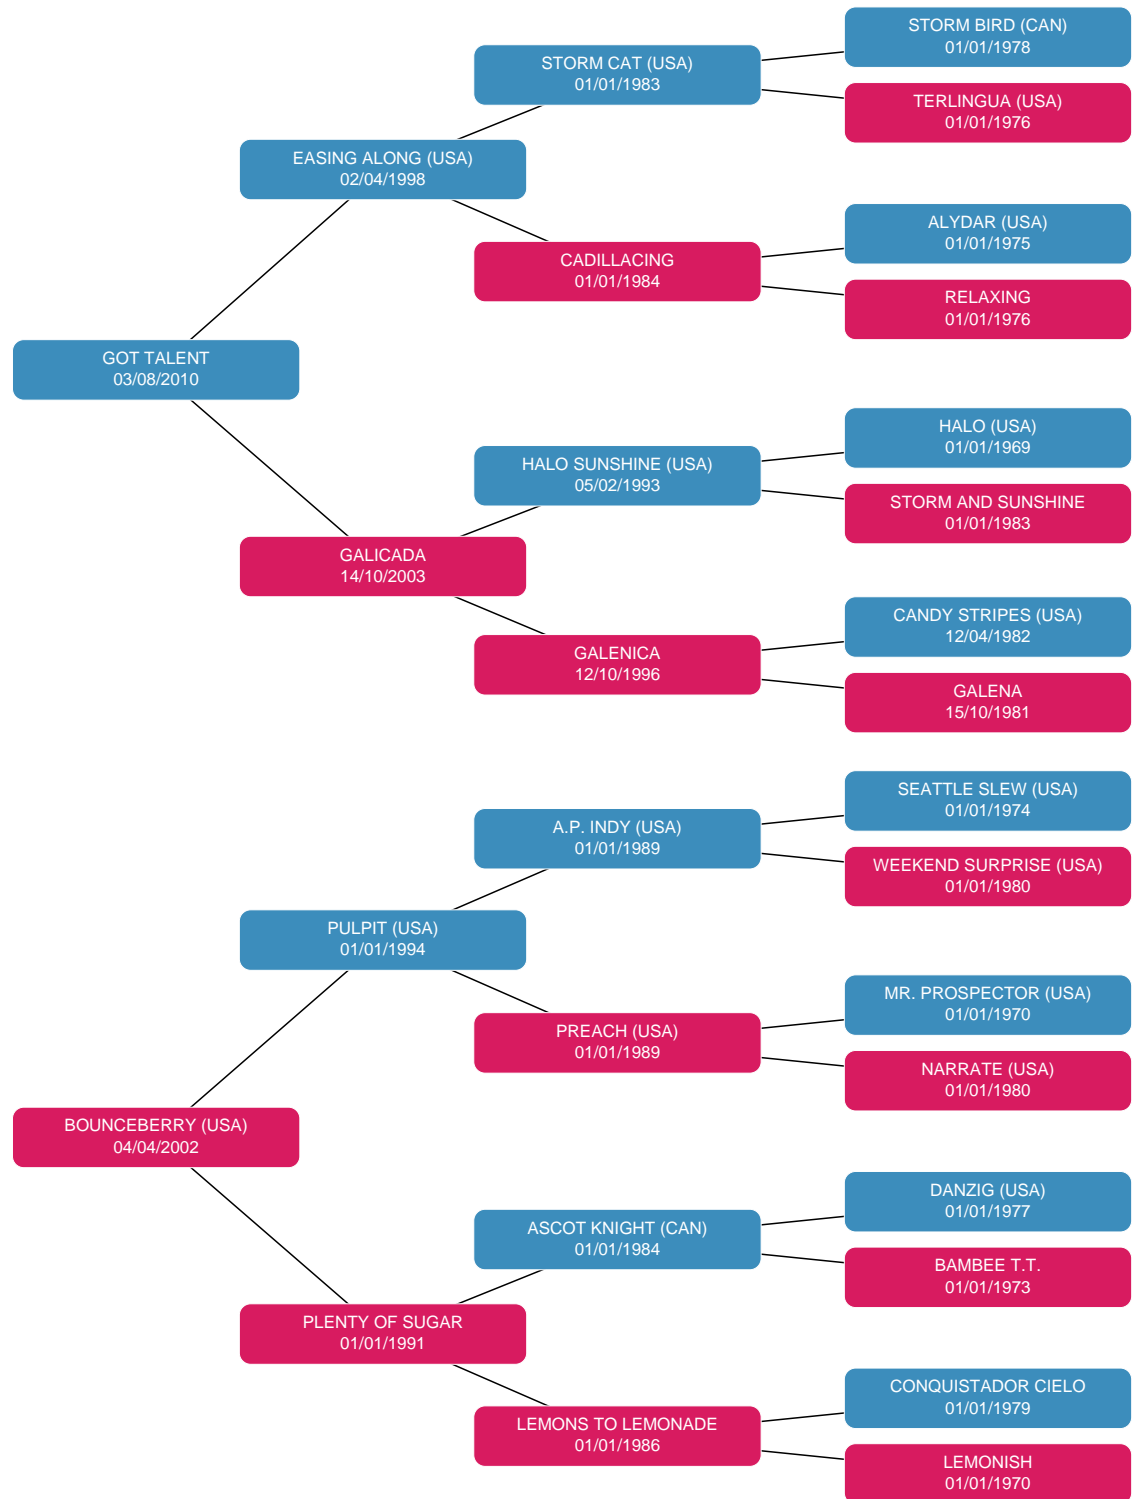 STORM BIRD (CAN)
01/01/1978
STORM CAT (USA)
01/01/1983
TERLINGUA (USA)
01/01/1976
EASING ALONG (USA)
02/04/1998
ALYDAR (USA)
01/01/1975
CADILLACING
01/01/1984
RELAXING
01/01/1976
GOT TALENT
03/08/2010
HALO (USA)
01/01/1969
HALO SUNSHINE (USA)
05/02/1993
STORM AND SUNSHINE
01/01/1983
GALICADA
14/10/2003
CANDY STRIPES (USA)
12/04/1982
GALENICA
12/10/1996
GALENA
15/10/1981
SEATTLE SLEW (USA)
01/01/1974
A.P. INDY (USA)
01/01/1989
WEEKEND SURPRISE (USA)
01/01/1980
PULPIT (USA)
01/01/1994
MR. PROSPECTOR (USA)
01/01/1970
PREACH (USA)
01/01/1989
NARRATE (USA)
01/01/1980
BOUNCEBERRY (USA)
04/04/2002
DANZIG (USA)
01/01/1977
ASCOT KNIGHT (CAN)
01/01/1984
BAMBEE T.T.
01/01/1973
PLENTY OF SUGAR
01/01/1991
CONQUISTADOR CIELO
01/01/1979
LEMONS TO LEMONADE
01/01/1986
LEMONISH
01/01/1970